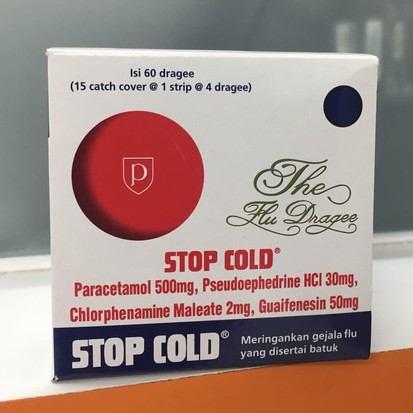 Isi 60 dragee
(15 catch cover @ 1 strip @ 4 dragee)
p
The
Flu Dragee
STOP COLD®
Paracetamol 500mg, Pseudoephedrine HCl 30mg,
Chlorphenamine Maleate 2mg, Guaifenesin 50mg
STOP COLD®
Meringankan gejala flu
yang disertai batuk